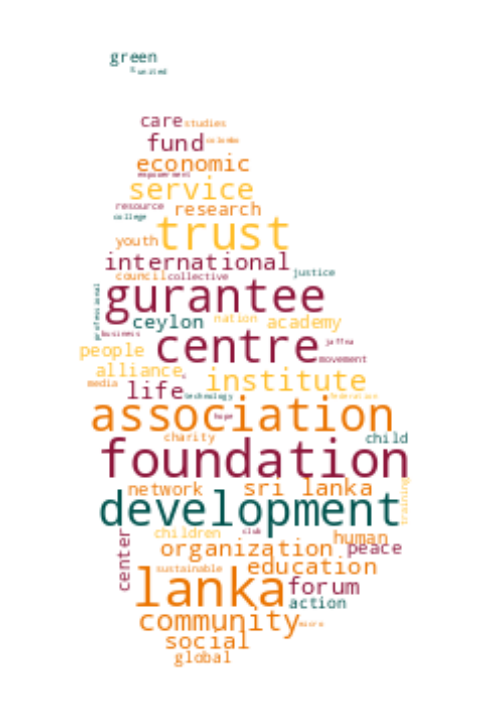 green
united
care studies
fund colombo
economic
empowerment
service
resource research
college
youth trust
international
council collective justice
professional
gurantee
ceylon nation academy
business
centre jaffna
people movement
alliance
media life institute
technology federation
association
hope
charity child
foundation
network sri lanka
training
development
children club human
center organization peace
sustainable education
lanka forum
action
community micro
social
global